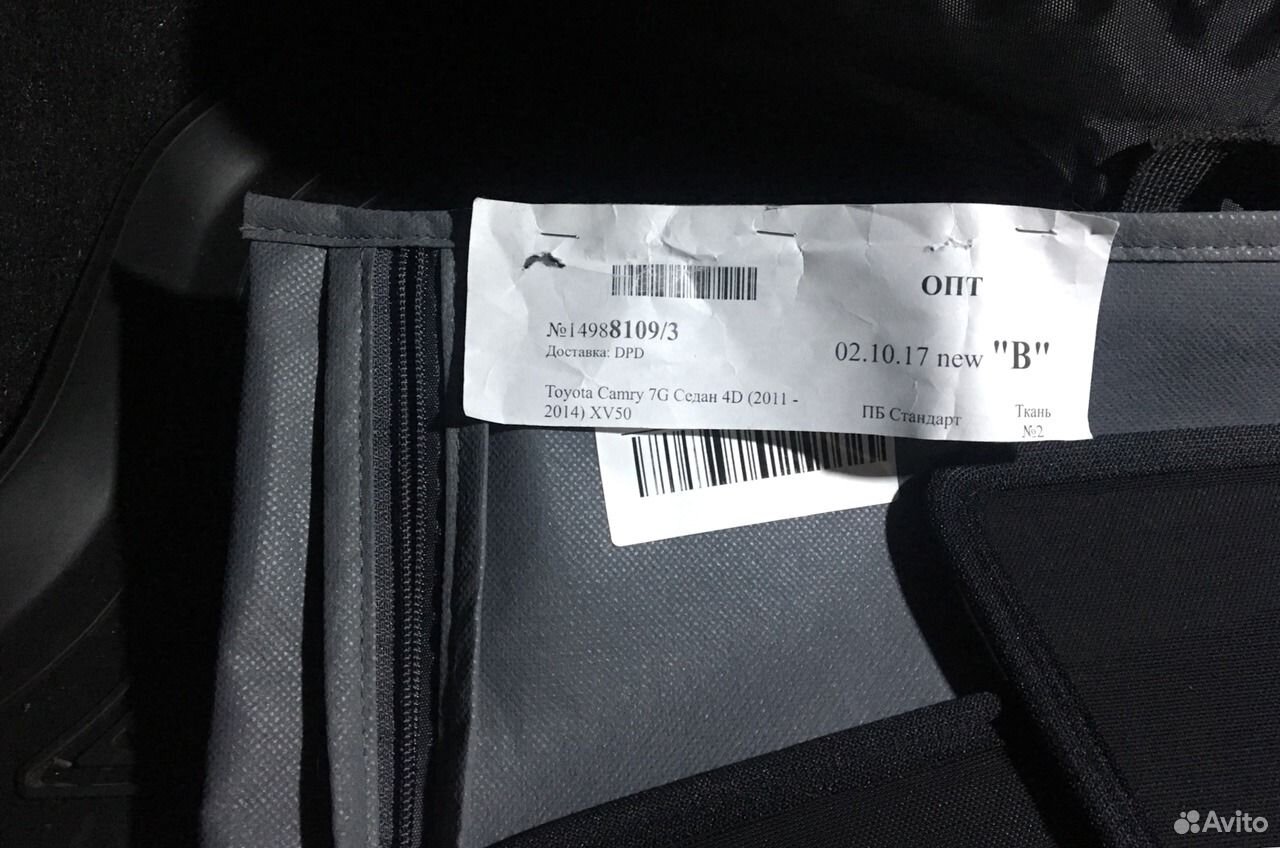 ОПТ
№14988109/3
Доставка: DPD
02.10.17 new "В"
Toyota Camry 7G Седан 4D (2011 -
2014) XV50
ПБ Стандарт
Ткань
№2
Avito